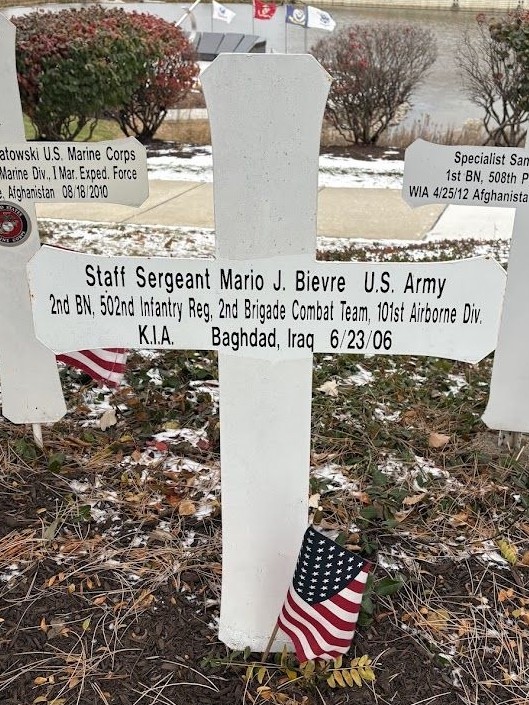 atowski U.S. Marine Corps
Marine Div., I Mar. Exped. Force
e, Afghanistan 08/18/2010
Specialist Sam
1st BN, 508th P
WIA 4/25/12 Afghanista
Staff Sergeant Mario J. Bievre U.S. Army
2nd BN, 502nd Infantry Reg, 2nd Brigade Combat Team, 101st Airborne Div.
K.I.A. Baghdad, Iraq 6/23/06